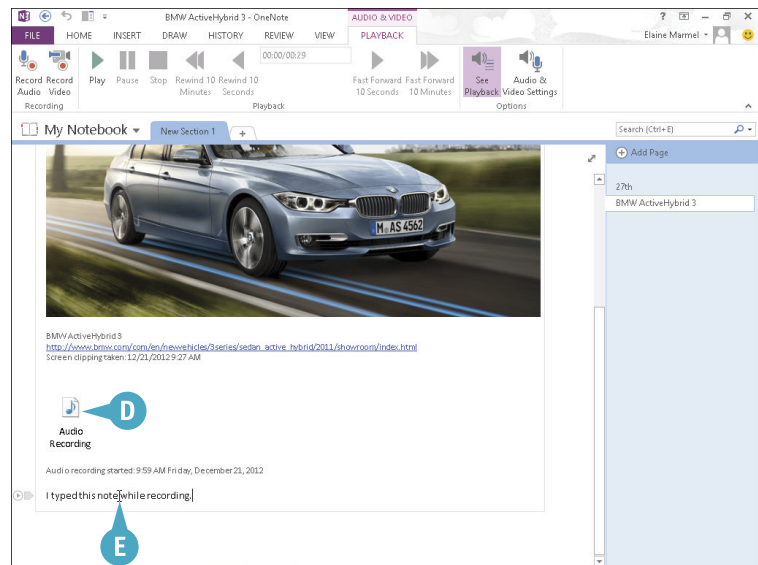 BMW ActiveHybrid 3 - OneNote
AUDIO & VIDEO
FILE HOME INSERT DRAW HISTORY REVIEW VIEW PLAYBACK
Elaine Marmel
00:00/00:29
Record Record Play Pause Stop Rewind 10 Rewind 10 Fast Forward Fast Forward See Audio &
Audio Video Minutes Seconds 10 Seconds 10 Minutes Playback Video Settings
Recording Playback Options
My Notebook
New Section 1
Search (Ctrl+E)
Add Page
27th
BMW ActiveHybrid 3
M AS 4562
BMW ActiveHybrid 3
http://www.bmw.com/com/en/newvehicles/3series/sedan_active_hybrid/2011/showroom/index.html
Screen clipping taken: 12/21/2012 9:27 AM
D
Audio
Recording
Audio recording started: 9:59 AM Friday, December 21, 2012
I typed this note while recording.
E